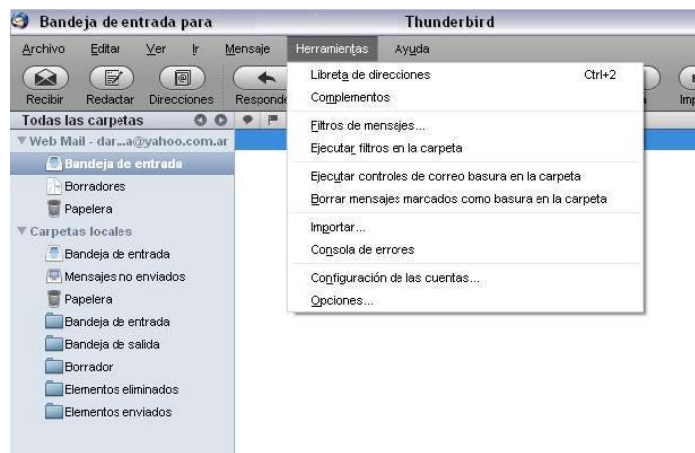 Bandeja de entrada para Thunderbird
Archivo Editar Ver Ir Mensaje Herramientas Ayuda
Recibir Redactar Direcciones Responde
Todas las carpetas
Web Mail - dar...a@yahoo.com.ar
Bandeja de entrada
Borradores
Papelera
Carpetas locales
Bandeja de entrada
Mensajes no enviados
Papelera
Bandeja de entrada
Bandeja de salida
Borrador
Elementos eliminados
Elementos enviados
Libreta de direcciones Ctrl+2
Complementos
Filtros de mensejes...
Ejecutar filtros en la carpeta
Ejecutar controles de correo basura en la carpeta
Borrar mensajes marcados como basura en la carpeta
Importar...
Consola de errores
Configuración de las cuentas...
Opciones...